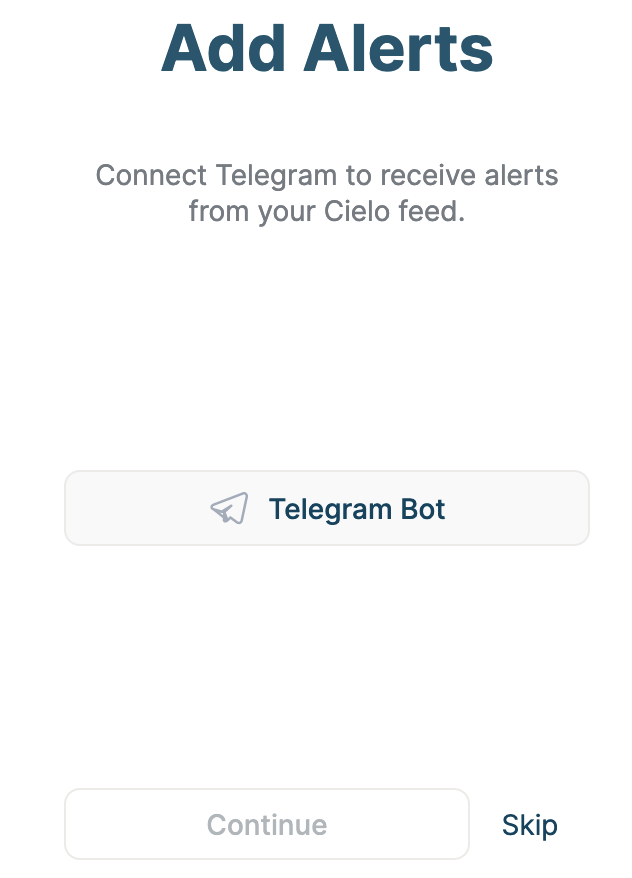 Add Alerts
Connect Telegram to receive alerts
from your Cielo feed.
Telegram Bot
Continue
Skip